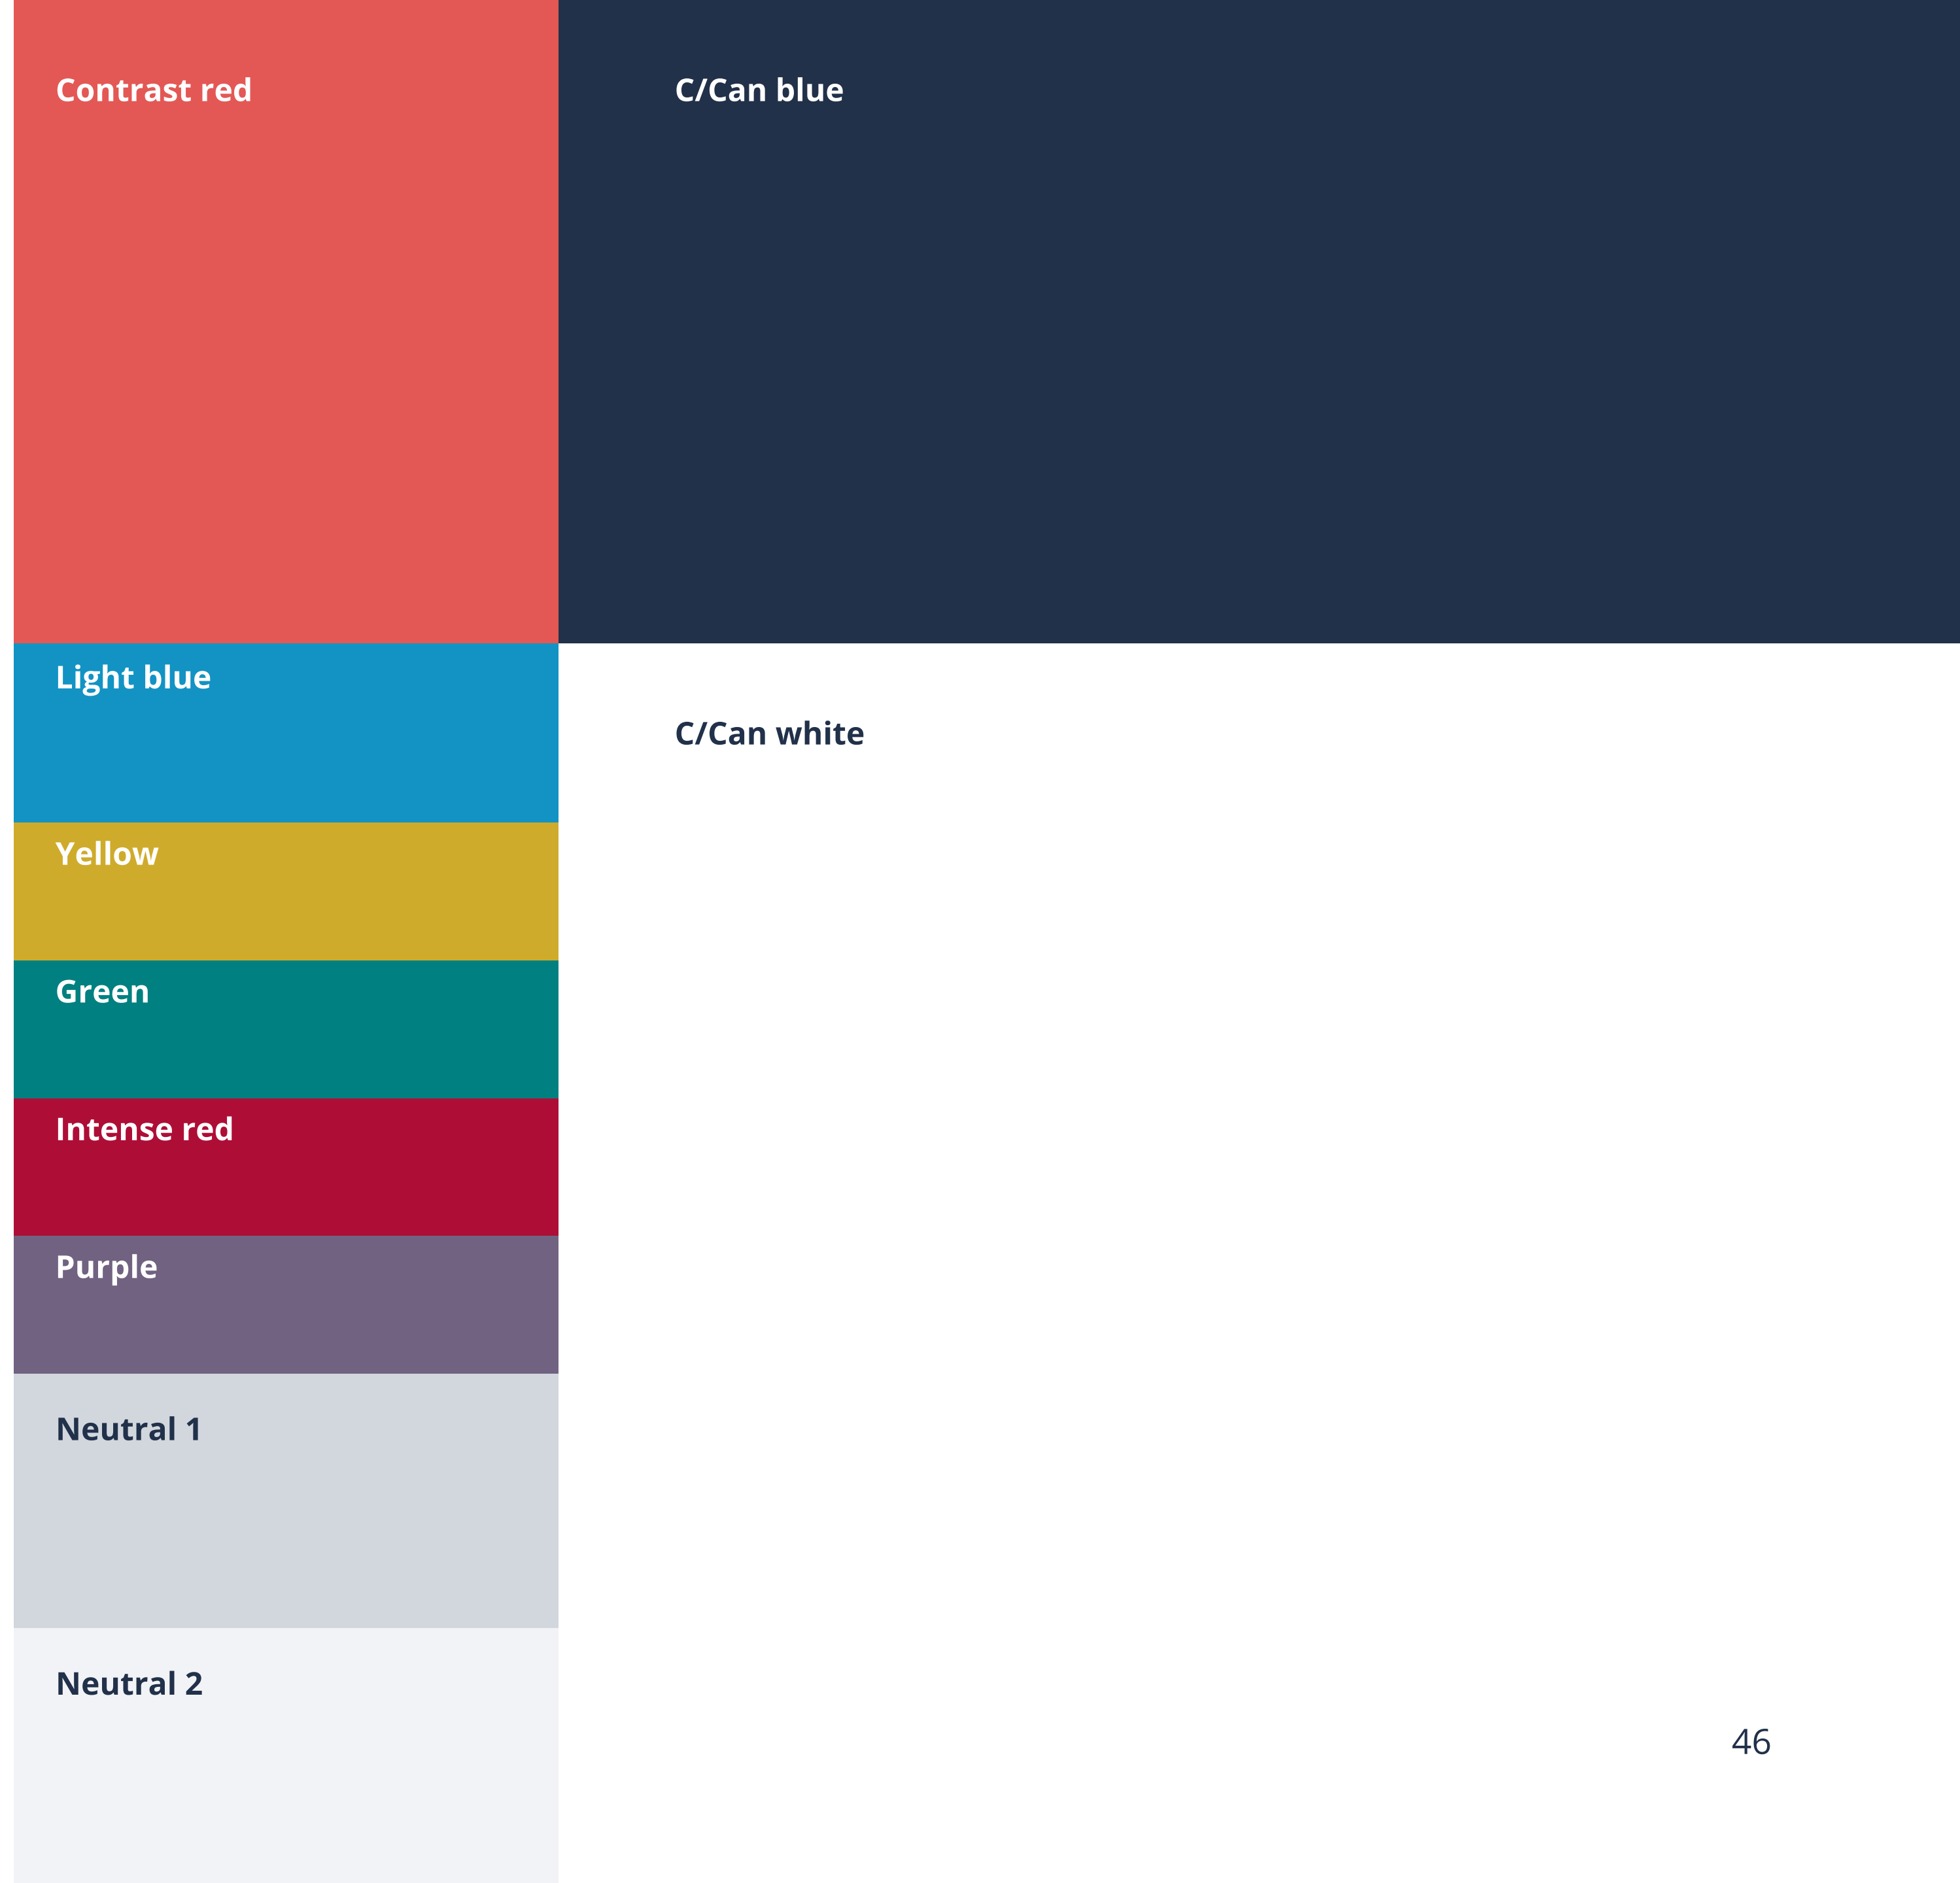 Contrast red
C/Can blue
Light blue
C/Can white
Yellow
Green
Intense red
Purple
Neutral 1
Neutral 2
46